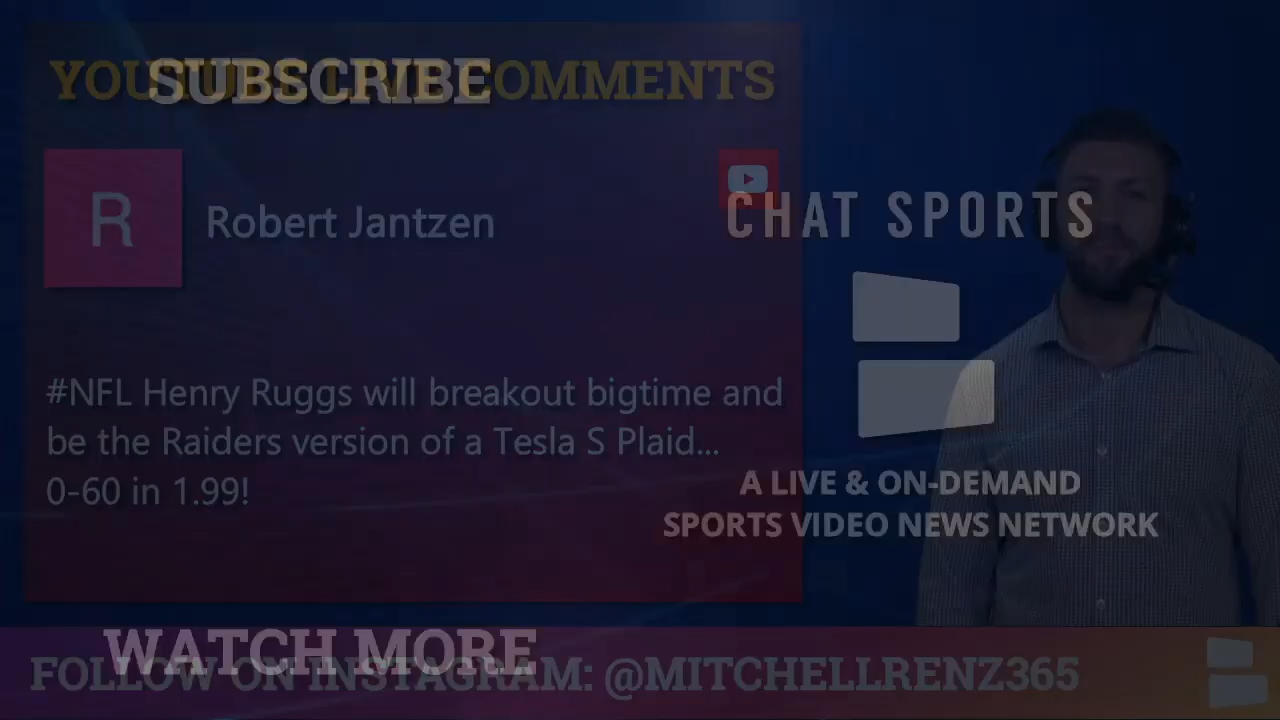 YOUTUBE LIVE COMMENTS
SUBSCRIBE
R
Robert Jantzen
CHAT SPORTS
#NFL Henry Ruggs will breakout bigtime and
be the Raiders version of a Tesla S Plaid...
0-60 in 1.99!
A LIVE & ON-DEMAND
SPORTS VIDEO NEWS NETWORK
WATCH MORE
FOLLOW ON INSTAGRAM: @MITCHELLRENZ365